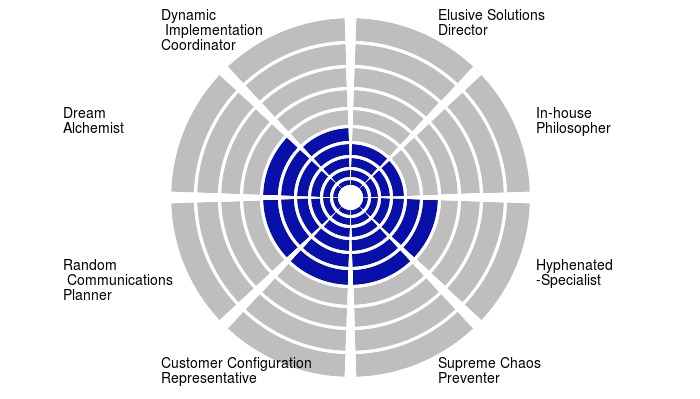 Dynamic
Implementation
Coordinator
Elusive Solutions
Director
Dream
Alchemist
In-house
Philosopher
Random
Communications
Planner
Hyphenated
-Specialist
Customer Configuration
Representative
Supreme Chaos
Preventer